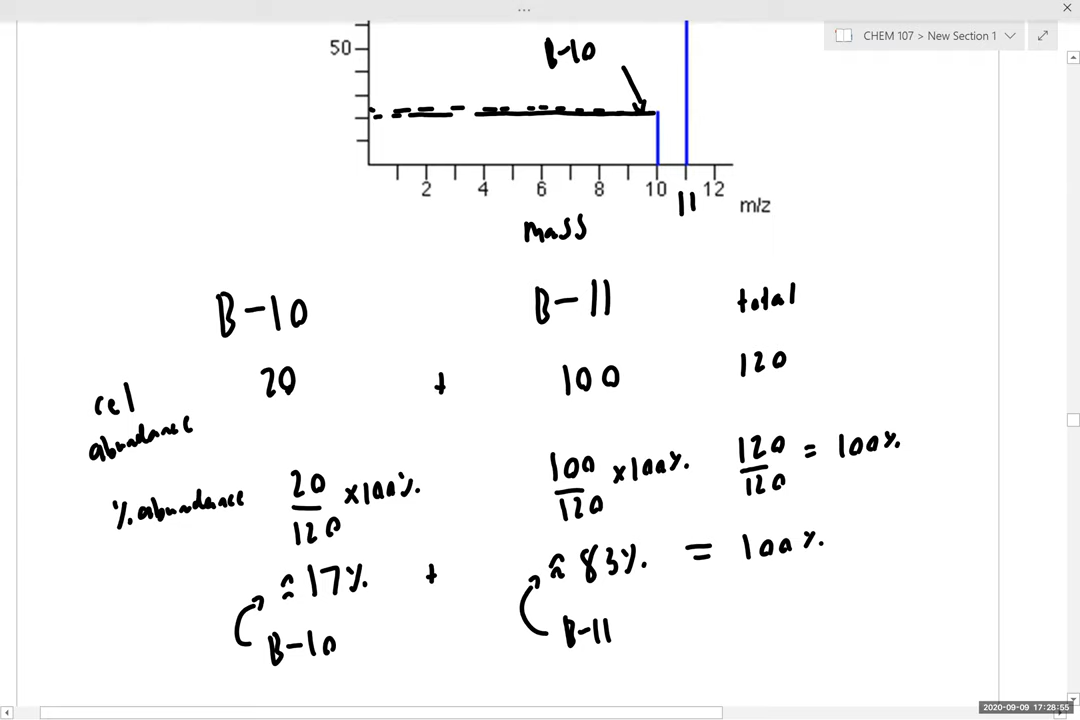 ...
CHEM 107 > New Section 1
50
B-10
2 4 6 8 10 12
11
m/z
mass
B-10 B-11 total
rel abundance 20 + 100 120
% abundance 20/120 x100% 100/120 x100% 120/120 = 100%
≈ 17% + ≈ 83% = 100%
B-10 B-11
2020-09-09 17:28:55